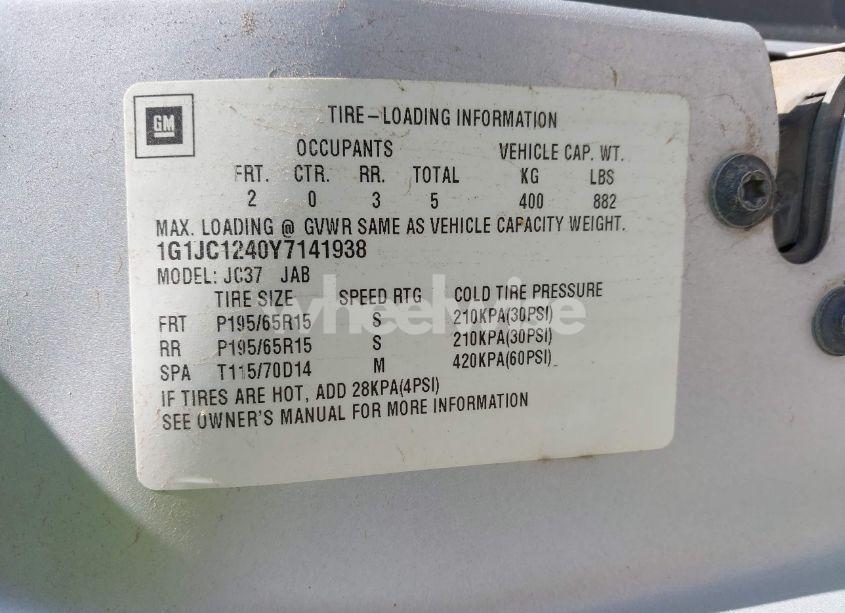 GM
TIRE-LOADING INFORMATION
OCCUPANTS VEHICLE CAP. WT.
FRT. CTR. RR. TOTAL KG LBS
2 0 3 5 400 882
MAX. LOADING @ GVWR SAME AS VEHICLE CAPACITY WEIGHT.
1G1JC1240Y7141938
MODEL: JC37 JAB
TIRE SIZE SPEED RTG COLD TIRE PRESSURE
FRT P195/65R15 S 210KPA(30PSI)
RR P195/65R15 S 210KPA(30PSI)
SPA T115/70D14 M 420KPA(60PSI)
IF TIRES ARE HOT, ADD 28KPA(4PSI)
SEE OWNER'S MANUAL FOR MORE INFORMATION
wheelwire